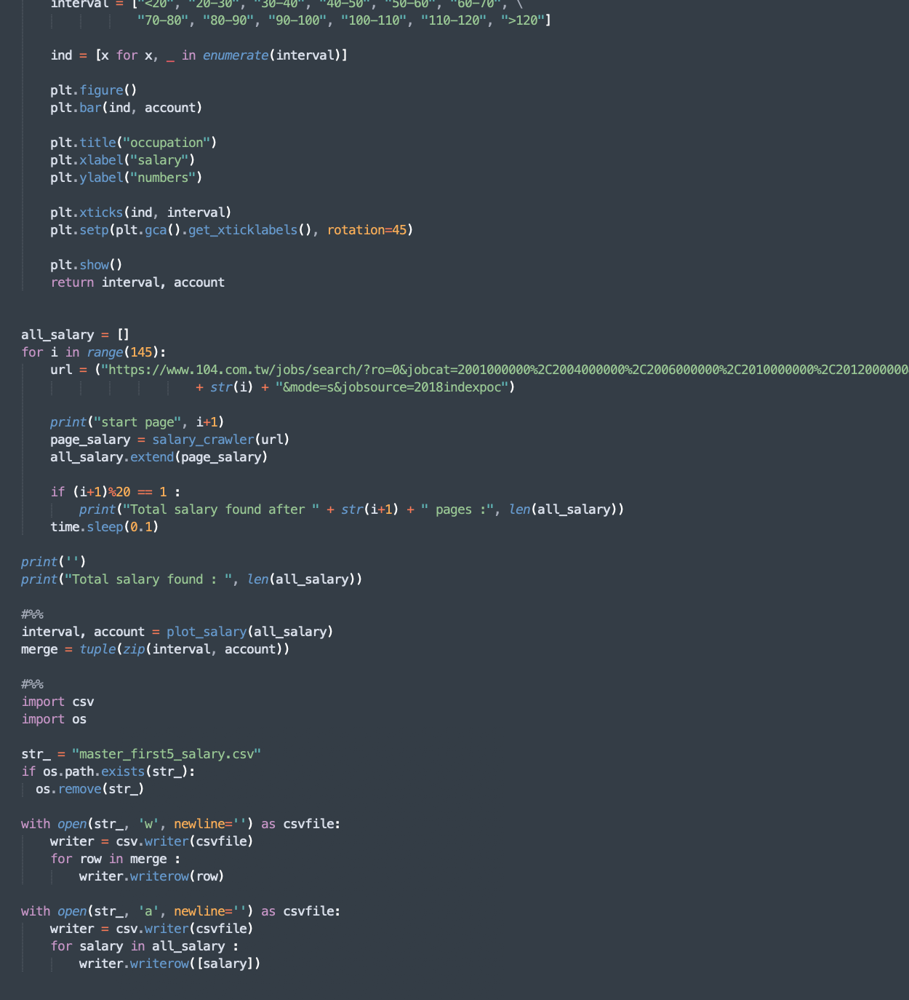 interval = ["<20", "20-30", "30-40", "40-50", "50-60", "60-70", \
"70-80", "80-90", "90-100", "100-110", "110-120", ">120"]
ind = [x for x, _ in enumerate(interval)]
plt.figure()
plt.bar(ind, account)
plt.title("occupation")
plt.xlabel("salary")
plt.ylabel("numbers")
plt.xticks(ind, interval)
plt.setp(plt.gca().get_xticklabels(), rotation=45)
plt.show()
return interval, account
all_salary = []
for i in range(145):
url = ("https://www.104.com.tw/jobs/search/?ro=0&jobcat=2001000000%2C2004000000%2C2006000000%2C2010000000%2C2012000000
+ str(i) + "&mode=s&jobsource=2018indexpoc")
print("start page", i+1)
page_salary = salary_crawler(url)
all_salary.extend(page_salary)
if (i+1)%20 == 1 :
print("Total salary found after " + str(i+1) + " pages :", len(all_salary))
time.sleep(0.1)
print('')
print("Total salary found : ", len(all_salary))
#%%
interval, account = plot_salary(all_salary)
merge = tuple(zip(interval, account))
#%%
import csv
import os
str_ = "master_first5_salary.csv"
if os.path.exists(str_):
os.remove(str_)
with open(str_, 'w', newline='') as csvfile:
writer = csv.writer(csvfile)
for row in merge :
writer.writerow(row)
with open(str_, 'a', newline='') as csvfile:
writer = csv.writer(csvfile)
for salary in all_salary :
writer.writerow([salary])